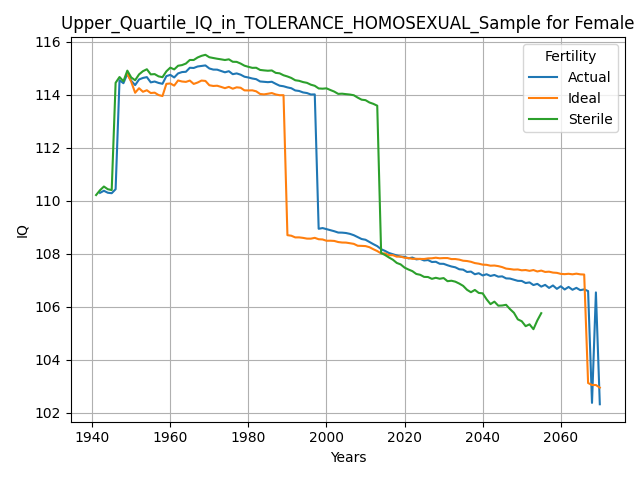 Upper_Quartile_IQ_in_TOLERANCE_HOMOSEXUAL_Sample for Female
116
114
112
110
108
106
104
102
IQ
1940
1960
1980
2000
2020
2040
2060
Years
Fertility
Actual
Ideal
Sterile